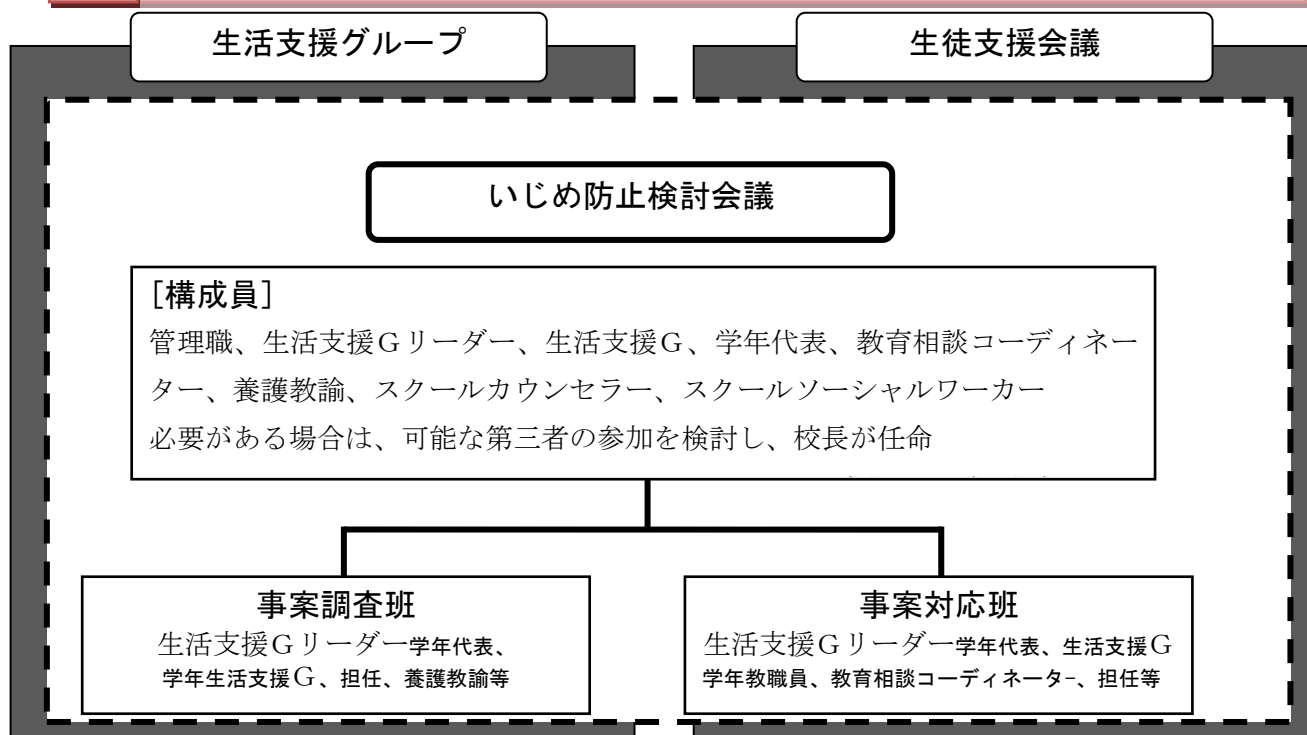 生活支援グループ
生徒支援会議
いじめ防止検討会議
[構成員]
管理職、生活支援Gリーダー、生活支援G、学年代表、教育相談コーディネー
ター、養護教諭、スクールカウンセラー、スクールソーシャルワーカー
必要がある場合は、可能な第三者の参加を検討し、校長が任命
事案調査班
生活支援Gリーダー学年代表、
学年生活支援G、担任、養護教諭等
事案対応班
生活支援Gリーダー学年代表、生活支援G
学年教職員、教育相談コーディネータ-、担任等